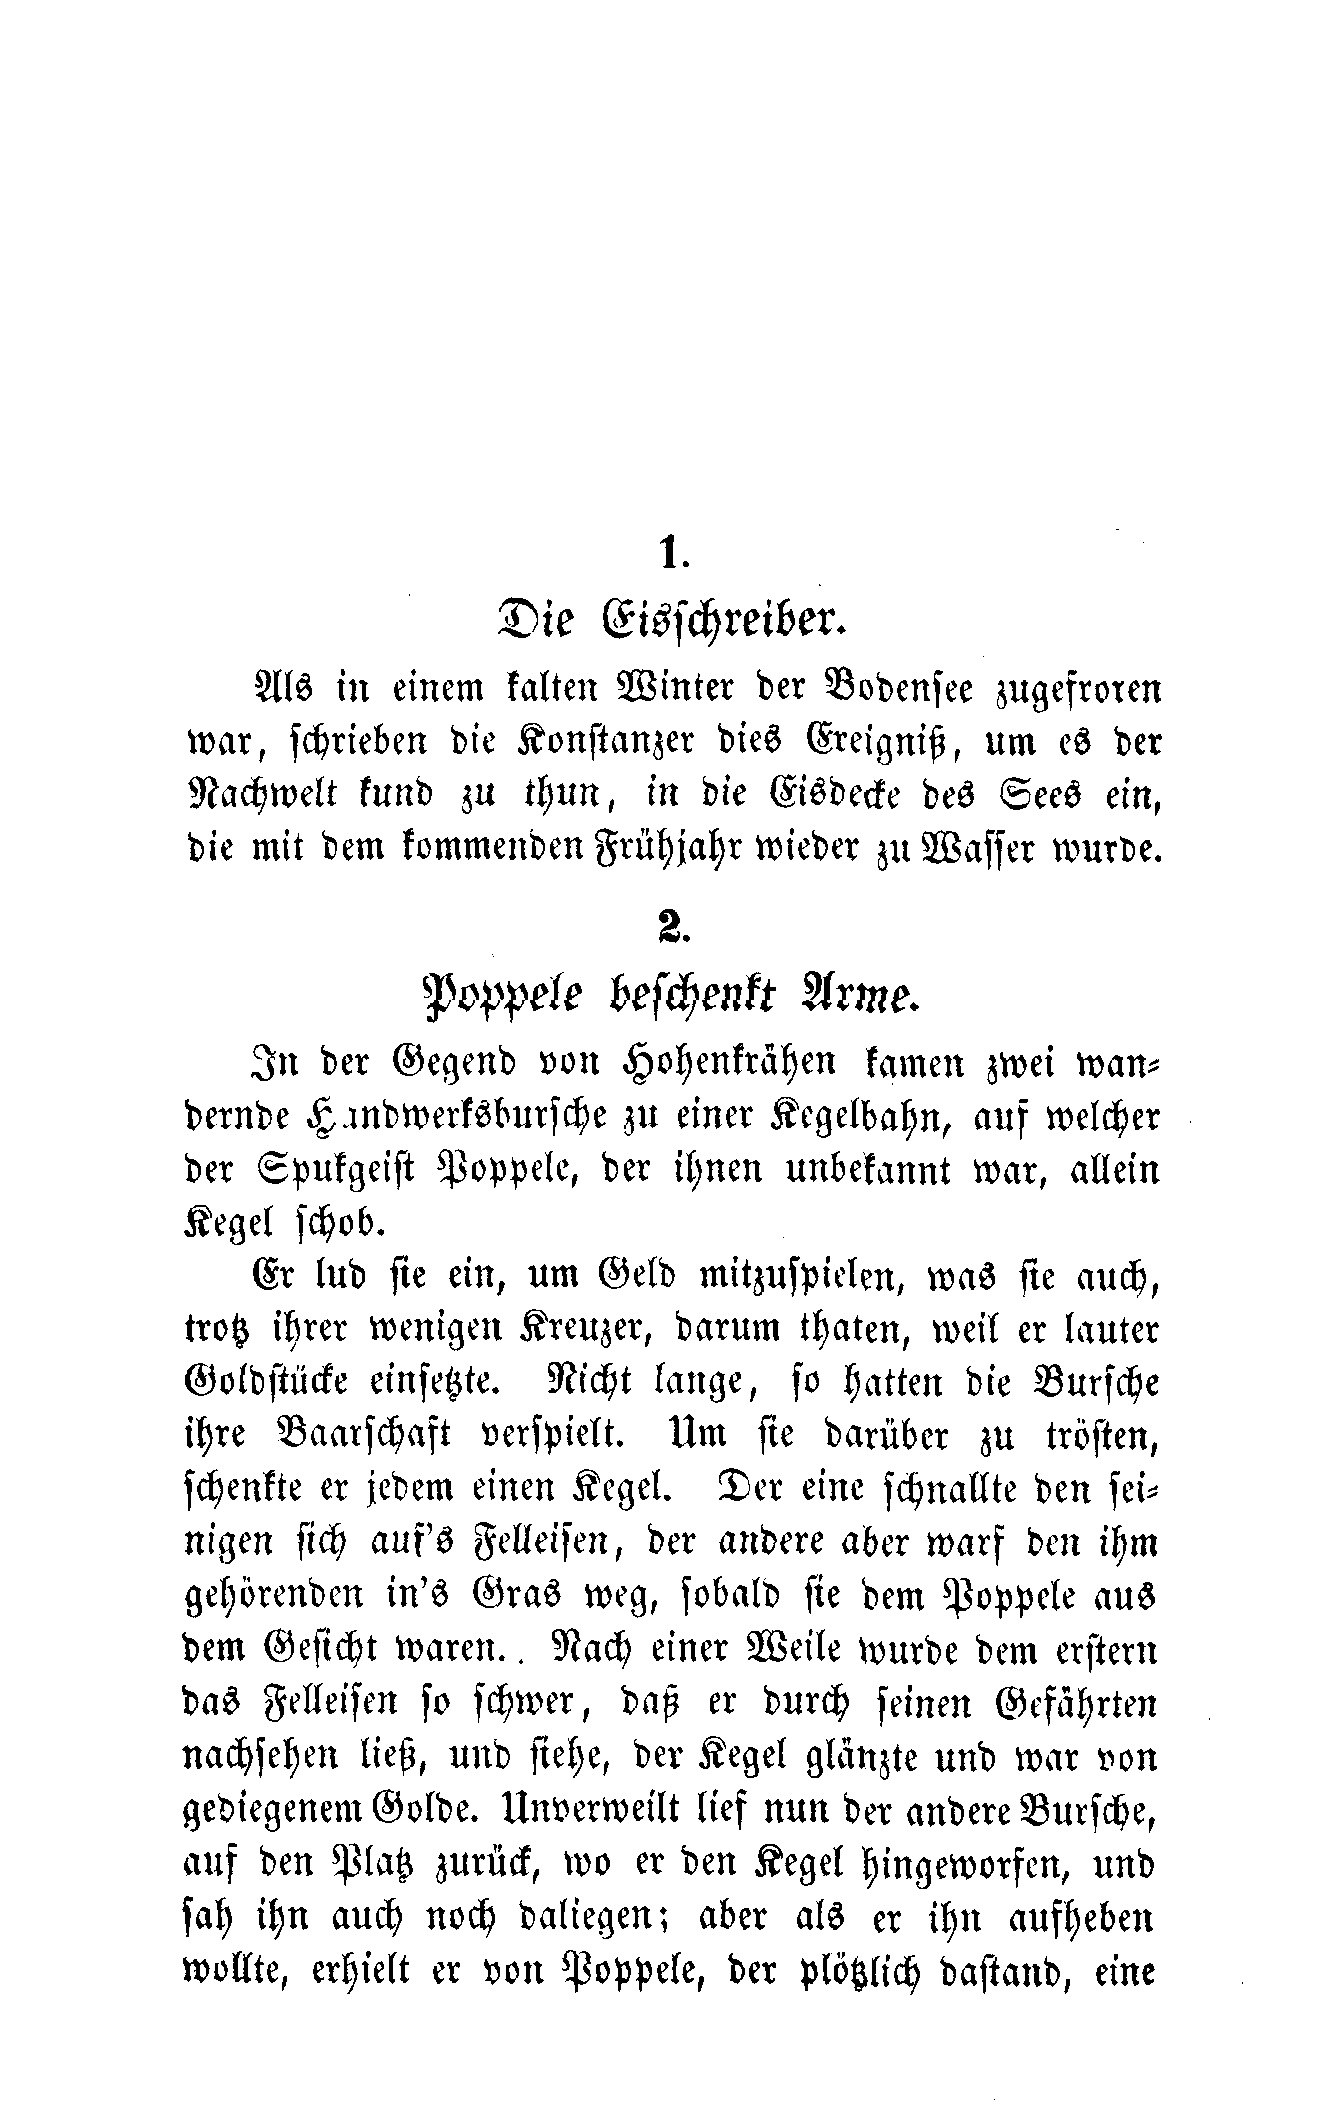 1.
Die Eisschreiber.
Als in einem kalten Winter der Bodensee zugefroren
war, schrieben die Konstanzer dies Ereigniß, um es der
Nachwelt kund zu thun, in die Eisdecke des Sees ein,
die mit dem kommenden Frühjahr wieder zu Wasser wurde.
2.
Poppele beschenkt Arme.
In der Gegend von Hohenkrähen kamen zwei wan-
dernde Handwerksbursche zu einer Kegelbahn, auf welcher
der Spukgeist Poppele, der ihnen unbekannt war, allein
Kegel schob.
Er lud sie ein, um Geld mitzuspielen, was sie auch,
trotz ihrer wenigen Kreuzer, darum thaten, weil er lauter
Goldstücke einsetzte. Nicht lange, so hatten die Bursche
ihre Baarschaft verspielt. Um sie darüber zu trösten,
schenkte er jedem einen Kegel. Der eine schnallte den sei-
nigen sich auf's Felleisen, der andere aber warf den ihm
gehörenden in's Gras weg, sobald sie dem Poppele aus
dem Gesicht waren. Nach einer Weile wurde dem erstern
das Felleisen so schwer, daß er durch seinen Gefährten
nachsehen ließ, und siehe, der Kegel glänzte und war von
gediegenem Golde. Unverweilt lief nun der andere Bursche,
auf den Platz zurück, wo er den Kegel hingeworfen, und
sah ihn auch noch daliegen; aber als er ihn aufheben
wollte, erhielt er von Poppele, der plötzlich dastand, eine